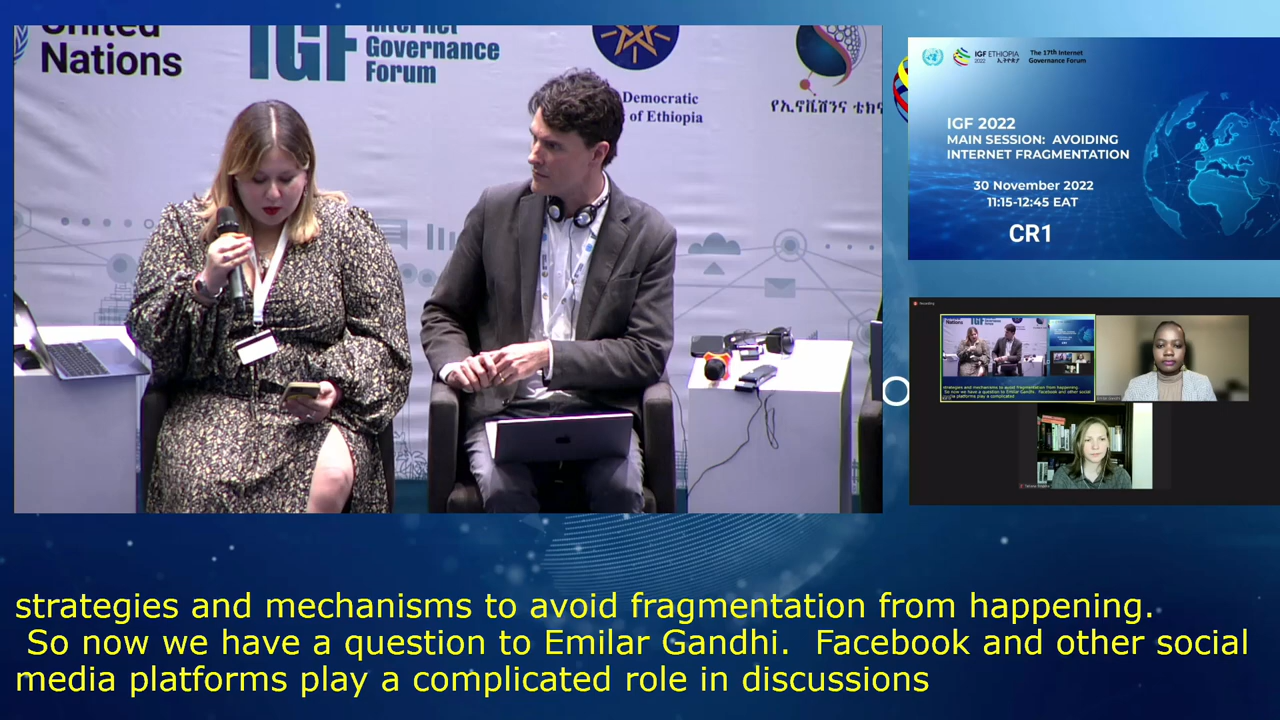 United
Nations
IGF
Internet
Governance
Forum
Democratic
of Ethiopia
የኢኖቬሽንና ቴክኖ
IGF ETHIOPIA
2022 ኢትዮጵያ
The 17th Internet
Governance Forum
IGF 2022
MAIN SESSION: AVOIDING
INTERNET FRAGMENTATION
30 November 2022
11:15-12:45 EAT
CR1
Recording
strategies and mechanisms to avoid fragmentation from happening.
So now we have a question to Emilar Gandhi. Facebook and other social
media platforms play a complicated role in discussions